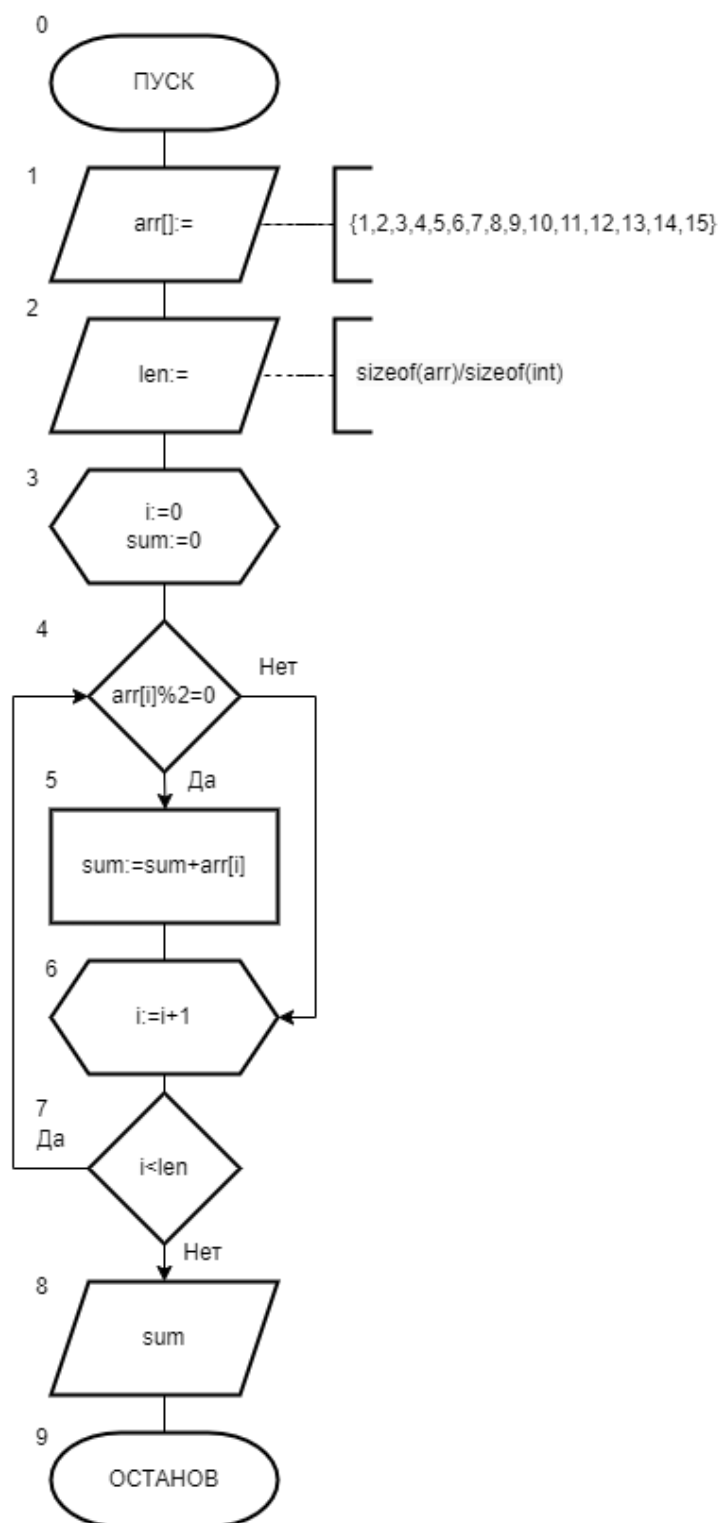 0
ПУСК
1
arr[]:=
{1,2,3,4,5,6,7,8,9,10,11,12,13,14,15}
2
len:=
sizeof(arr)/sizeof(int)
3
i:=0
sum:=0
4
arr[i]%2=0
Нет
5
Да
sum:=sum+arr[i]
6
i:=i+1
7
Да
i<len
Нет
8
sum
9
ОСТАНОВ